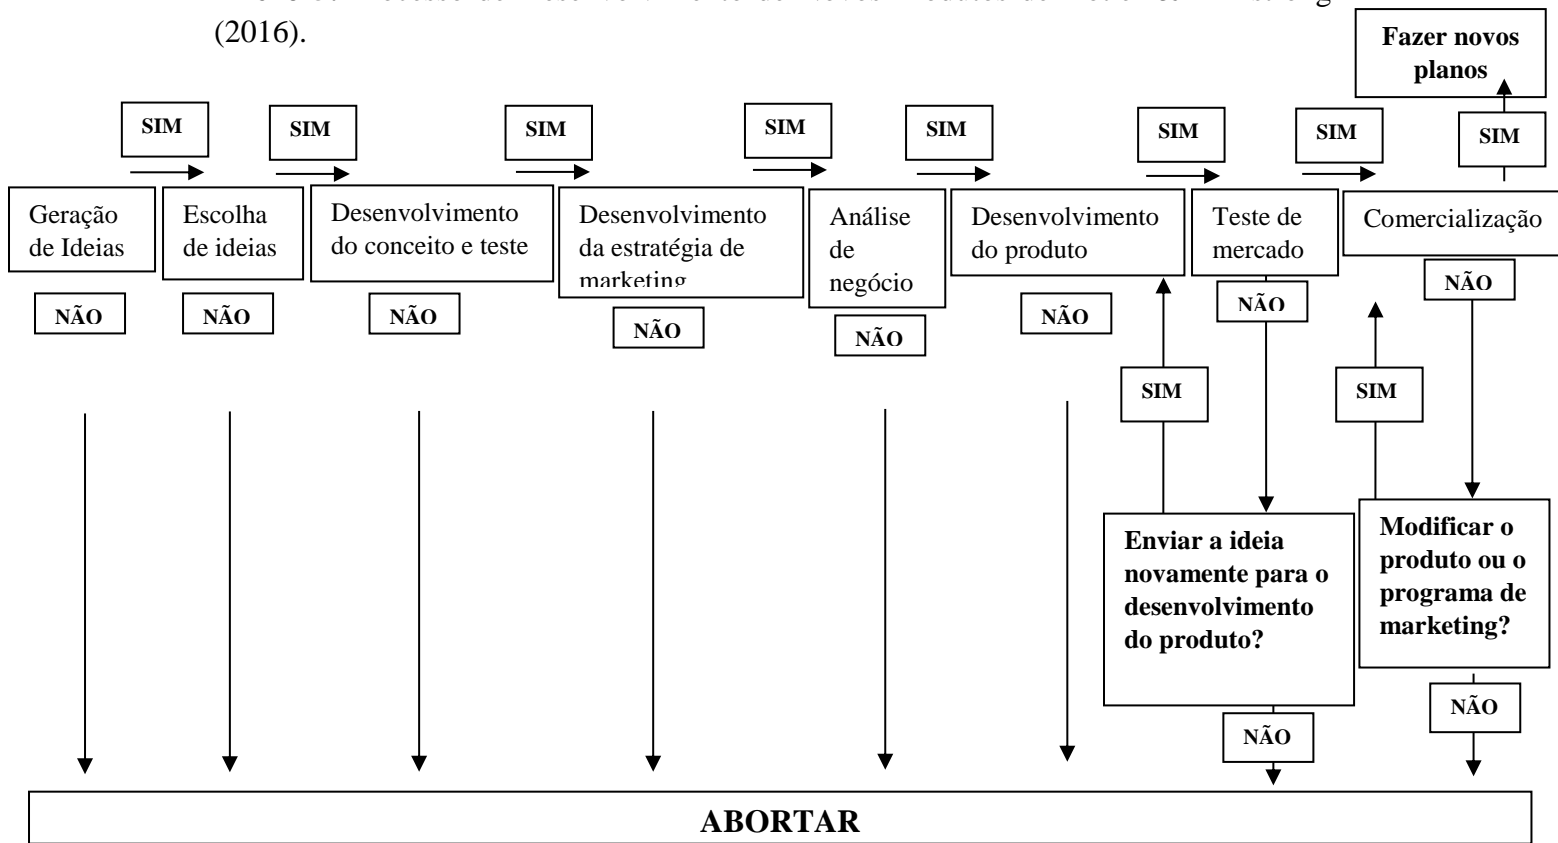 (2016).
Fazer novos
planos
SIM
SIM
SIM
SIM
SIM
SIM
SIM
SIM
Geração
de Ideias
Escolha
de ideias
Desenvolvimento
do conceito e teste
Desenvolvimento
da estratégia de
marketing
Análise
de
negócio
Desenvolvimento
do produto
Teste de
mercado
Comercialização
NÃO
NÃO
NÃO
NÃO
NÃO
NÃO
NÃO
NÃO
SIM
SIM
Enviar a ideia
novamente para o
desenvolvimento
do produto?
Modificar o
produto ou o
programa de
marketing?
NÃO
NÃO
ABORTAR